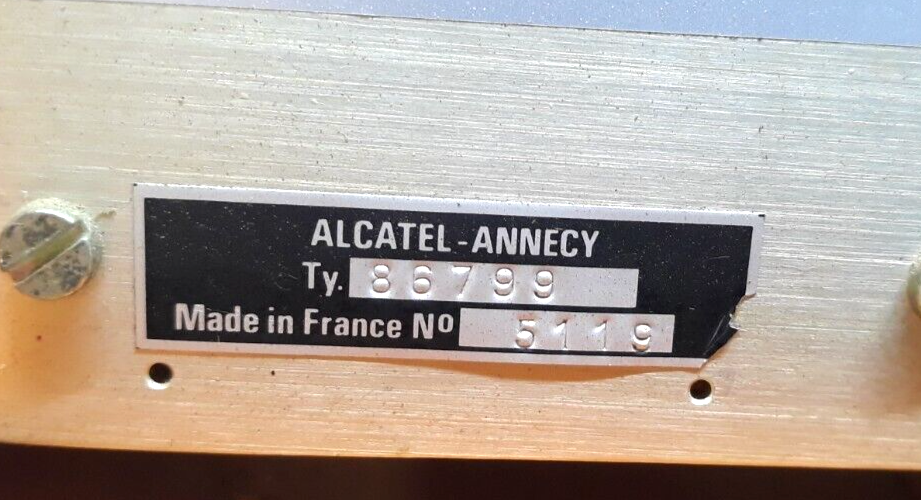 ALCATEL-ANNECY
Ty. 86799
Made in France Nº 5119